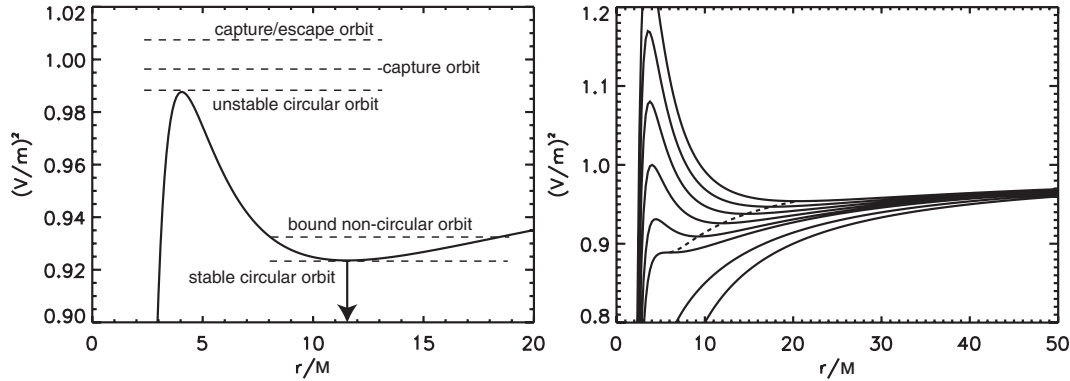 1.02
1.00
0.98
0.96
0.94
0.92
0.90
(V/m)²
capture/escape orbit
capture orbit
unstable circular orbit
bound non-circular orbit
stable circular orbit
0
5
10
15
20
r/M
1.2
1.1
1.0
0.9
0.8
(V/m)²
0
10
20
30
40
50
r/M